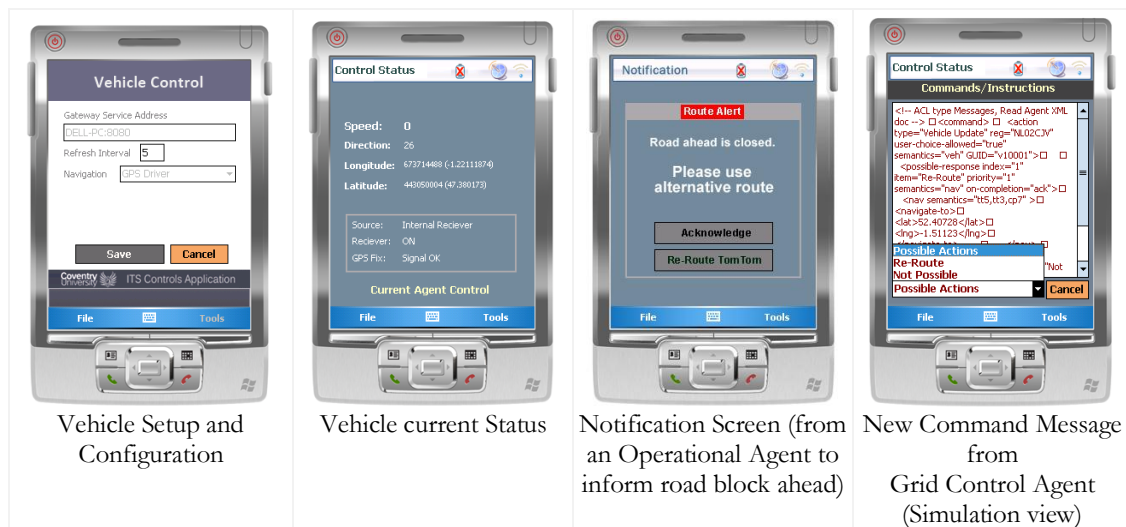 Vehicle Control
Gateway Service Address
DELL-PC:8080
Refresh Interval 5
Navigation GPS Driver
Save Cancel
Coventry University ITS Controls Application
File Tools
Vehicle Setup and
Configuration
Control Status
Speed: 0
Direction: 26
Longitude: 673714488 (-1.22111874)
Latitude: 443050004 (47.380173)
Source: Internal Reciever
Reciever: ON
GPS Fix: Signal OK
Current Agent Control
File Tools
Vehicle current Status
Notification
Route Alert
Road ahead is closed.
Please use
alternative route
Acknowledge
Re-Route TomTom
File Tools
Notification Screen (from
an Operational Agent to
inform road block ahead)
Control Status
Commands/Instructions
<!-- ACL type Messages, Read Agent XML
doc --> □<command> □ <action
type="Vehicle Update" reg="NL02CJV"
user-choice-allowed="true"
semantics="veh" GUID="v10001">□ □
<possible-response index="1"
item="Re-Route" priority="1"
semantics="nav" on-completion="ack">□
<nav semantics="tt5,tt3,cp7" >□
<navigate-to>□
<lat>52.40728</lat>□
<lng>-1.51123</lng>□
Possible Actions
Re-Route
"Not
Not Possible
Possible Actions Cancel
File Tools
New Command Message
from
Grid Control Agent
(Simulation view)